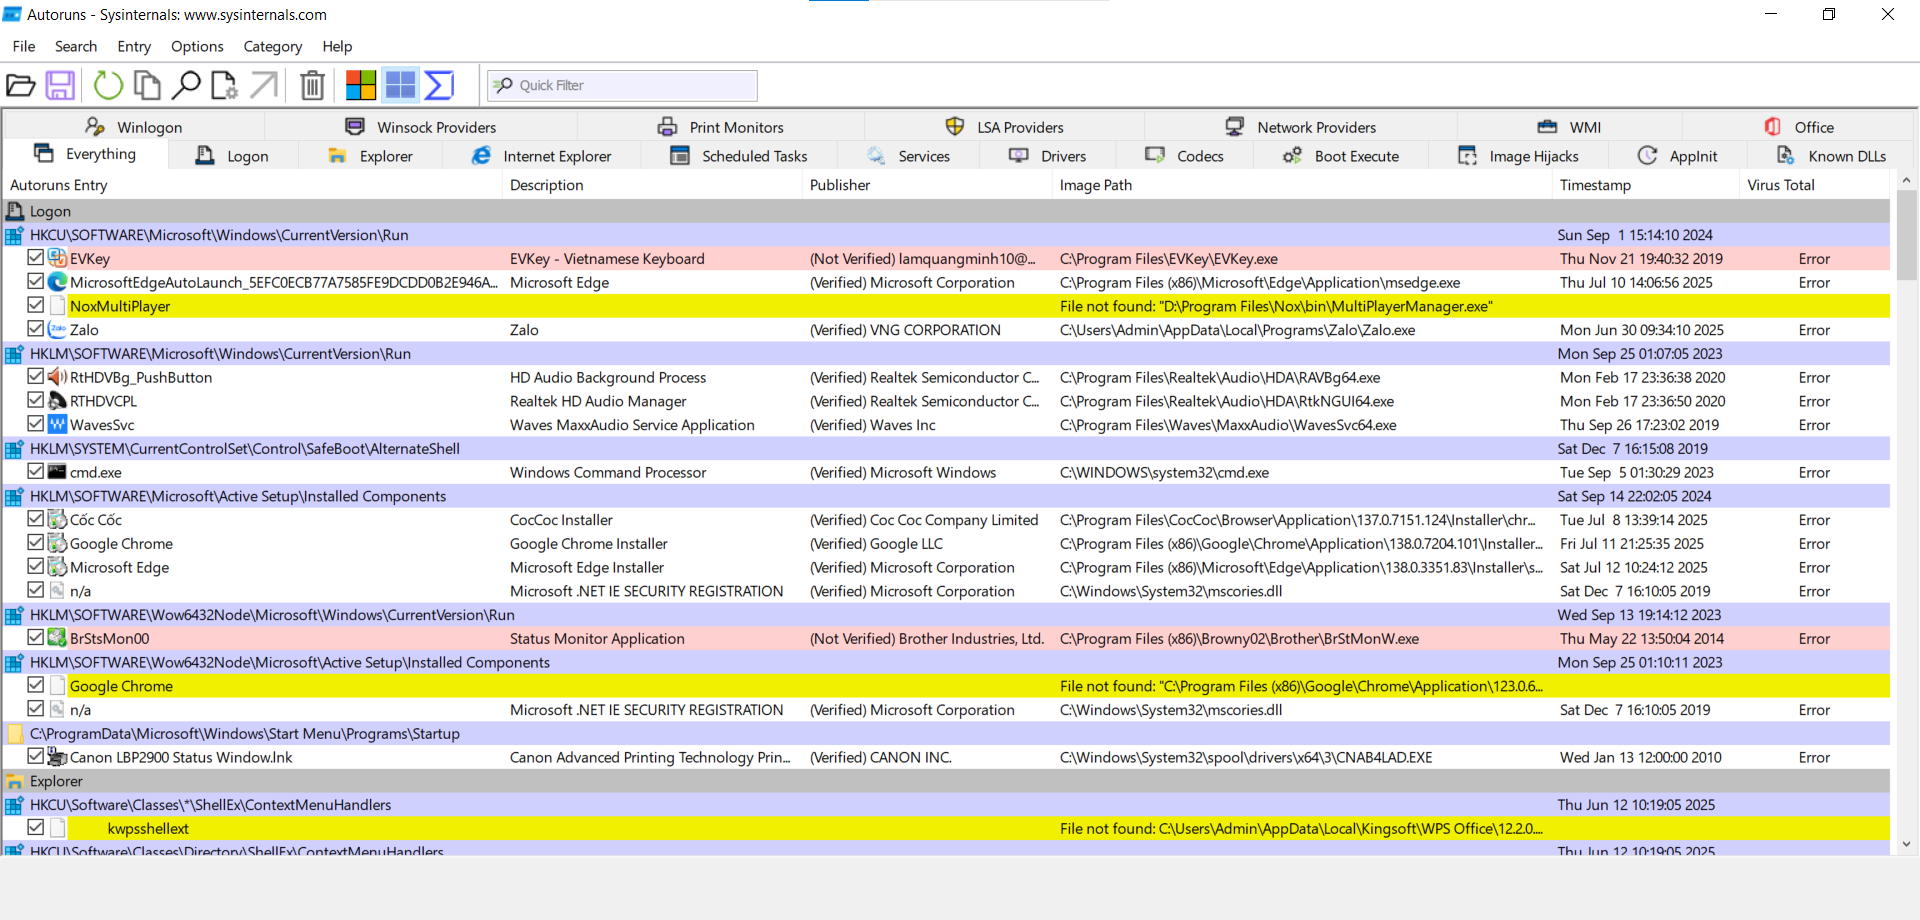 Autoruns - Sysinternals: www.sysinternals.com
File Search Entry Options Category Help
Quick Filter
Winlogon Winsock Providers Print Monitors LSA Providers Network Providers WMI Office
Everything Logon Explorer Internet Explorer Scheduled Tasks Services Drivers Codecs Boot Execute Image Hijacks AppInit Known DLLs
Autoruns Entry Description Publisher Image Path Timestamp Virus Total
Logon
HKCU\SOFTWARE\Microsoft\Windows\CurrentVersion\Run Sun Sep 1 15:14:10 2024
EVKey EVKey - Vietnamese Keyboard (Not Verified) lamquangminh10@... C:\Program Files\EVKey\EVKey.exe Thu Nov 21 19:40:32 2019 Error
MicrosoftEdgeAutoLaunch_5EFC0ECB77A7585FE9DCDD0B2E946A... Microsoft Edge (Verified) Microsoft Corporation C:\Program Files (x86)\Microsoft\Edge\Application\msedge.exe Thu Jul 10 14:06:56 2025 Error
NoxMultiPlayer File not found: "D:\Program Files\Nox\bin\MultiPlayerManager.exe"
Zalo Zalo Zalo (Verified) VNG CORPORATION C:\Users\Admin\AppData\Local\Programs\Zalo\Zalo.exe Mon Jun 30 09:34:10 2025 Error
HKLM\SOFTWARE\Microsoft\Windows\CurrentVersion\Run Mon Sep 25 01:07:05 2023
RtHDVBg_PushButton HD Audio Background Process (Verified) Realtek Semiconductor C... C:\Program Files\Realtek\Audio\HDA\RAVBg64.exe Mon Feb 17 23:36:38 2020 Error
RTHDVCPL Realtek HD Audio Manager (Verified) Realtek Semiconductor C... C:\Program Files\Realtek\Audio\HDA\RtkNGUI64.exe Mon Feb 17 23:36:50 2020 Error
WavesSvc Waves MaxxAudio Service Application (Verified) Waves Inc C:\Program Files\Waves\MaxxAudio\WavesSvc64.exe Thu Sep 26 17:23:02 2019 Error
HKLM\SYSTEM\CurrentControlSet\Control\SafeBoot\AlternateShell Sat Dec 7 16:15:08 2019
cmd.exe Windows Command Processor (Verified) Microsoft Windows C:\WINDOWS\system32\cmd.exe Tue Sep 5 01:30:29 2023 Error
HKLM\SOFTWARE\Microsoft\Active Setup\Installed Components Sat Sep 14 22:02:05 2024
Cốc Cốc CocCoc Installer (Verified) Coc Coc Company Limited C:\Program Files\CocCoc\Browser\Application\137.0.7151.124\Installer\chr... Tue Jul 8 13:39:14 2025 Error
Google Chrome Google Chrome Installer (Verified) Google LLC C:\Program Files (x86)\Google\Chrome\Application\138.0.7204.101\Installer... Fri Jul 11 21:25:35 2025 Error
Microsoft Edge Microsoft Edge Installer (Verified) Microsoft Corporation C:\Program Files (x86)\Microsoft\Edge\Application\138.0.3351.83\Installer\s... Sat Jul 12 10:24:12 2025 Error
n/a Microsoft .NET IE SECURITY REGISTRATION (Verified) Microsoft Corporation C:\Windows\System32\mscories.dll Sat Dec 7 16:10:05 2019 Error
HKLM\SOFTWARE\Wow6432Node\Microsoft\Windows\CurrentVersion\Run Wed Sep 13 19:14:12 2023
BrStsMon00 Status Monitor Application (Not Verified) Brother Industries, Ltd. C:\Program Files (x86)\Browny02\Brother\BrStMonW.exe Thu May 22 13:50:04 2014 Error
HKLM\SOFTWARE\Wow6432Node\Microsoft\Active Setup\Installed Components Mon Sep 25 01:10:11 2023
Google Chrome File not found: "C:\Program Files (x86)\Google\Chrome\Application\123.0.6...
n/a Microsoft .NET IE SECURITY REGISTRATION (Verified) Microsoft Corporation C:\Windows\System32\mscories.dll Sat Dec 7 16:10:05 2019 Error
C:\ProgramData\Microsoft\Windows\Start Menu\Programs\Startup
Canon LBP2900 Status Window.lnk Canon Advanced Printing Technology Prin... (Verified) CANON INC. C:\Windows\System32\spool\drivers\x64\3\CNAB4LAD.EXE Wed Jan 13 12:00:00 2010 Error
Explorer
HKCU\Software\Classes\*\ShellEx\ContextMenuHandlers Thu Jun 12 10:19:05 2025
kwpsshellext File not found: C:\Users\Admin\AppData\Local\Kingsoft\WPS Office\12.2.0....
HKCU\Software\Classes\Directory\ShellEx\ContextMenuHandlers Thu Jun 12 10:19:05 2025